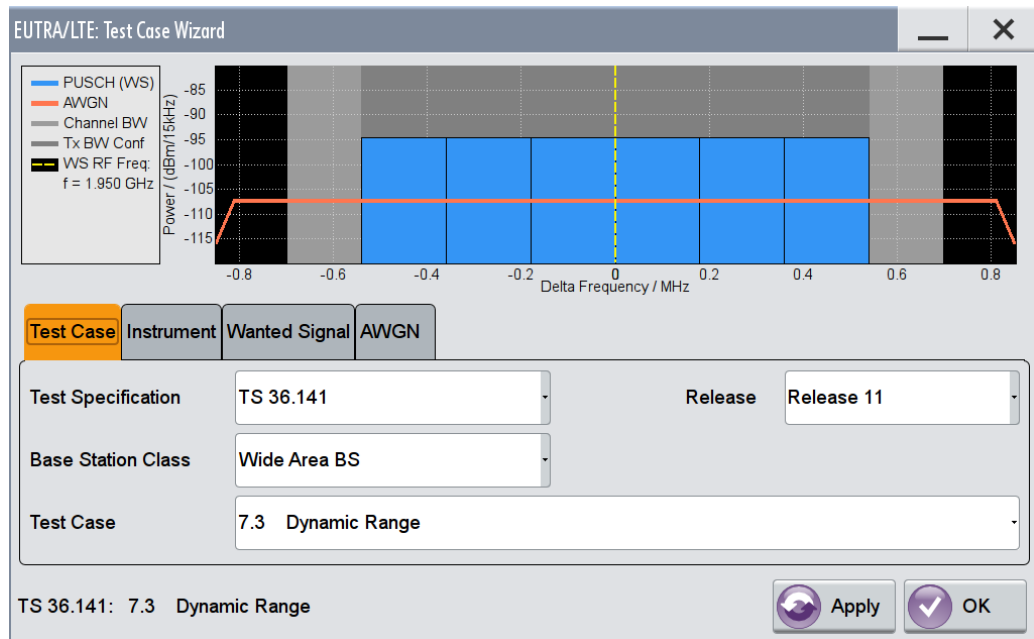 EUTRA/LTE: Test Case Wizard
PUSCH (WS)
AWGN
Channel BW
Tx BW Conf
WS RF Freq:
f = 1.950 GHz
Power / (dBm/15kHz)
-85
-90
-95
-100
-105
-110
-115
-0.8 -0.6 -0.4 -0.2 0 0.2 0.4 0.6 0.8
Delta Frequency / MHz
Test Case Instrument Wanted Signal AWGN
Test Specification TS 36.141 Release Release 11
Base Station Class Wide Area BS
Test Case 7.3 Dynamic Range
TS 36.141: 7.3 Dynamic Range Apply OK